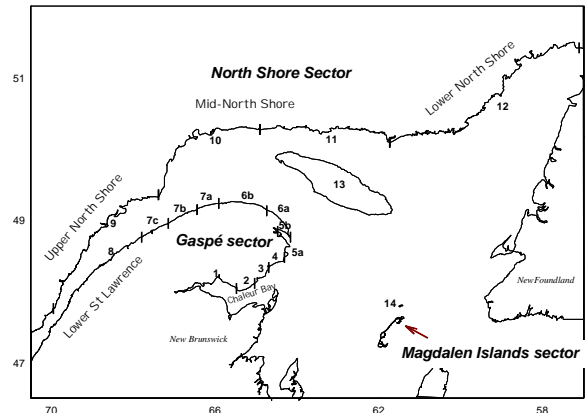 51
North Shore Sector
Mid-North Shore
Lower North Shore
12
10
11
13
Upper North Shore
9
49
7a
6b
7b
6a
7c
5b
8
Gaspé sector
5a
4
3
1
2
Chaleur Bay
Lower St Lawrence
NewFoundland
14
New Brunswick
Magdalen Islands sector
47
70
66
62
58